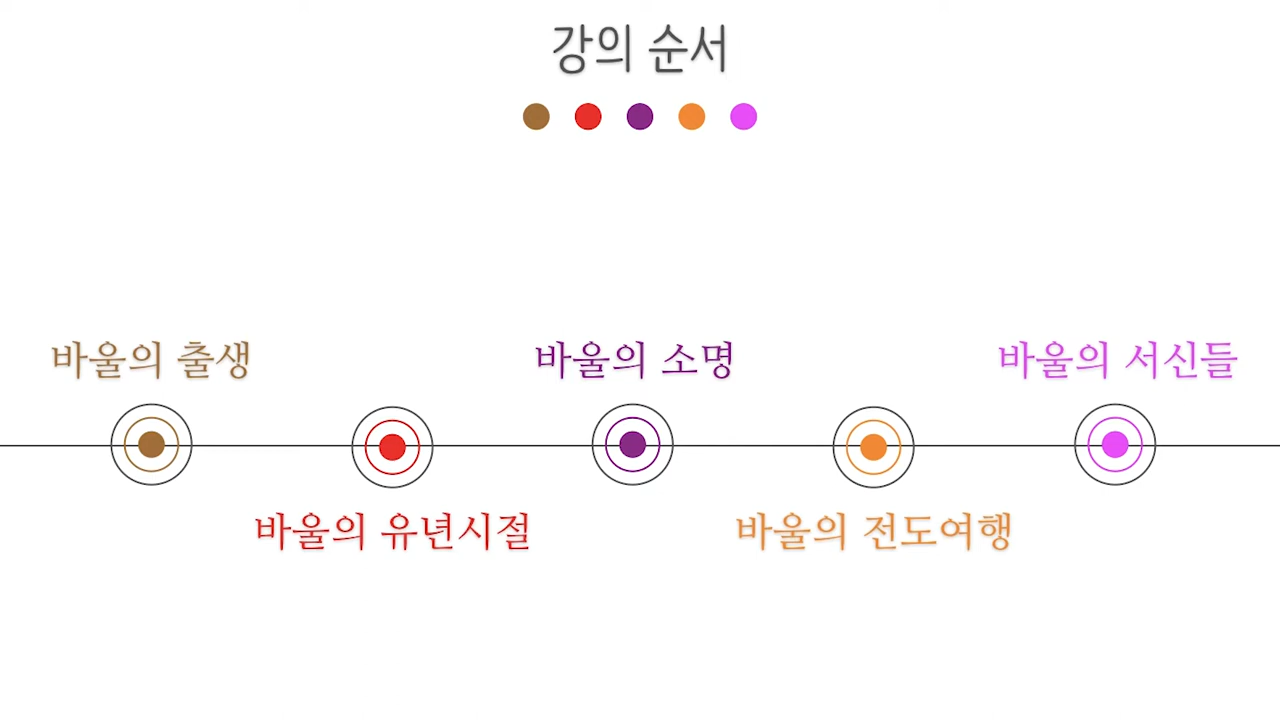 강의 순서
바울의 출생
바울의 유년시절
바울의 소명
바울의 전도여행
바울의 서신들